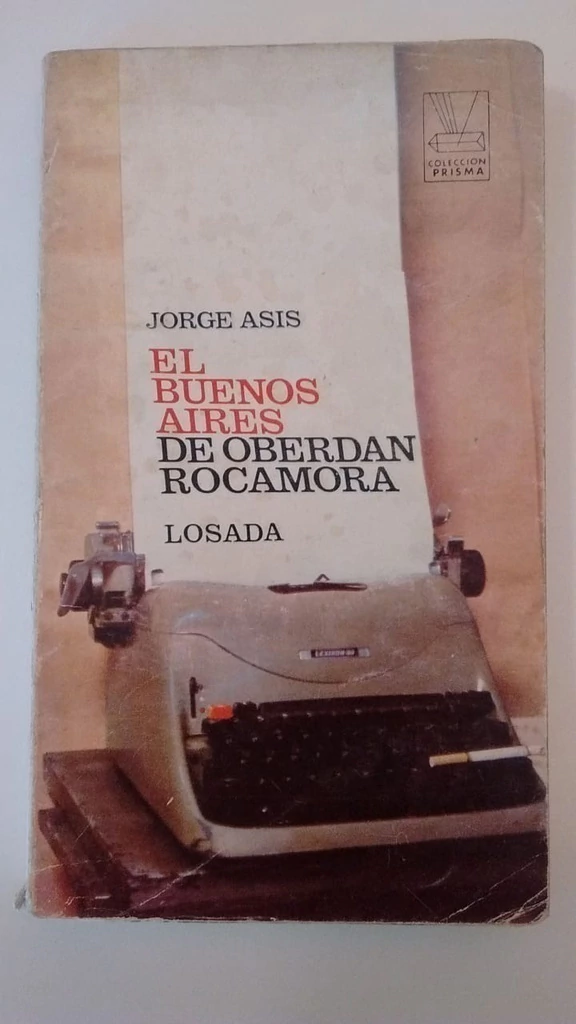 COLECCION
PRISMA
JORGE ASIS
EL
BUENOS
AIRES
DE OBERDAN
ROCAMORA
LOSADA